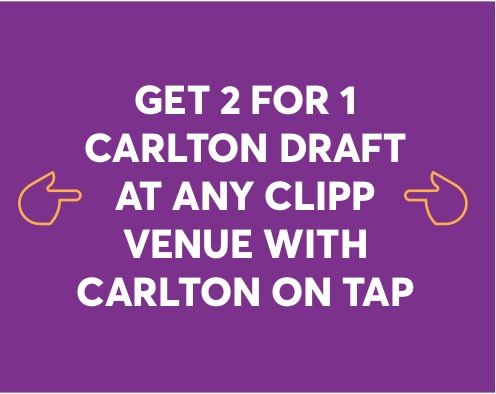 GET 2 FOR 1
CARLTON DRAFT
AT ANY CLIPP
VENUE WITH
CARLTON ON TAP